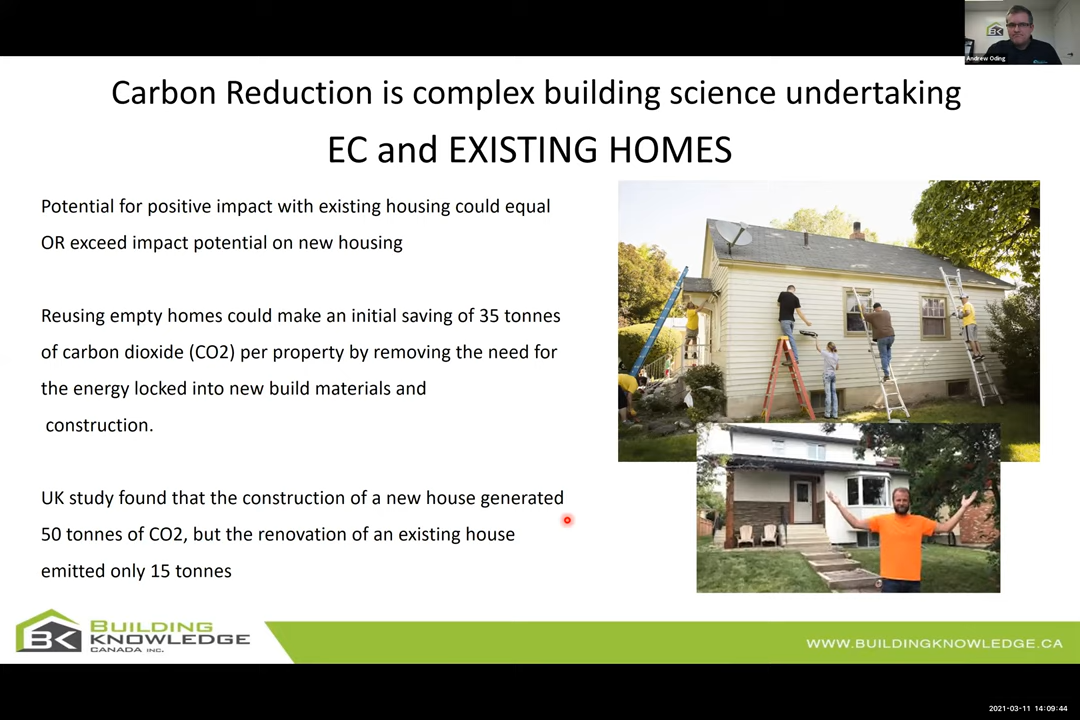 Andrew Oding
Carbon Reduction is complex building science undertaking
EC and EXISTING HOMES
Potential for positive impact with existing housing could equal
OR exceed impact potential on new housing
Reusing empty homes could make an initial saving of 35 tonnes
of carbon dioxide (CO2) per property by removing the need for
the energy locked into new build materials and
construction.
UK study found that the construction of a new house generated
50 tonnes of CO2, but the renovation of an existing house
emitted only 15 tonnes
BK
BUILDING
KNOWLEDGE
CANADA INC.
WWW.BUILDINGKNOWLEDGE.CA
2021-03-11 14:09:44